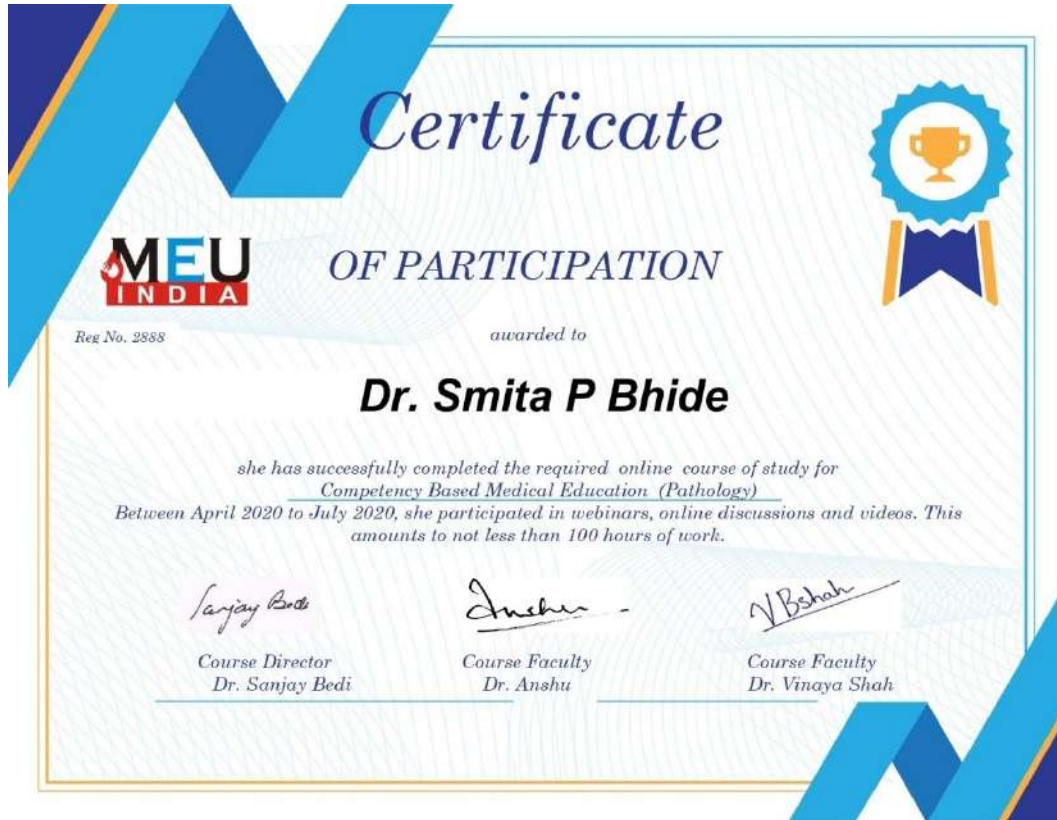 Certificate
MEU
INDIA
OF PARTICIPATION
Reg No. 2888
awarded to
Dr. Smita P Bhide
she has successfully completed the required online course of study for
Competency Based Medical Education (Pathology)
Between April 2020 to July 2020, she participated in webinars, online discussions and videos. This
amounts to not less than 100 hours of work.
Sanjay Bedi
Anshu
VBshah
Course Director
Dr. Sanjay Bedi
Course Faculty
Dr. Anshu
Course Faculty
Dr. Vinaya Shah